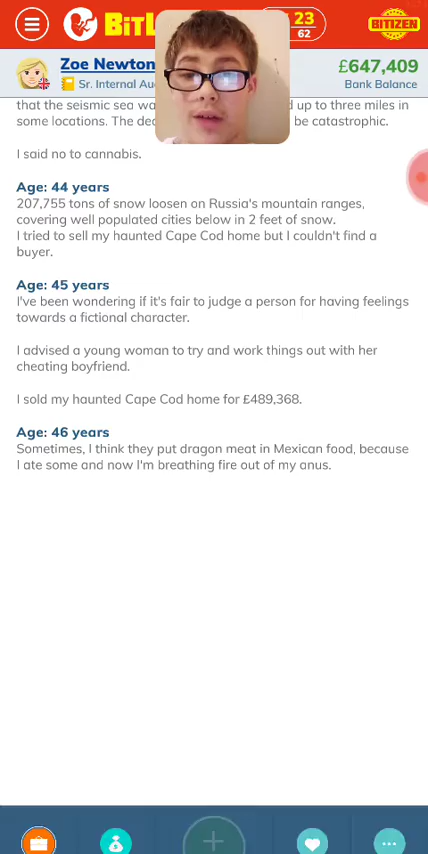 BitL
23
62
BITIZEN
Zoe Newton
£647,409
Sr. Internal Au
Bank Balance
that the seismic sea wa d up to three miles in
some locations. The dea be catastrophic.
I said no to cannabis.
Age: 44 years
207,755 tons of snow loosen on Russia's mountain ranges,
covering well populated cities below in 2 feet of snow.
I tried to sell my haunted Cape Cod home but I couldn't find a
buyer.
Age: 45 years
I've been wondering if it's fair to judge a person for having feelings
towards a fictional character.
I advised a young woman to try and work things out with her
cheating boyfriend.
I sold my haunted Cape Cod home for £489,368.
Age: 46 years
Sometimes, I think they put dragon meat in Mexican food, because
I ate some and now I'm breathing fire out of my anus.